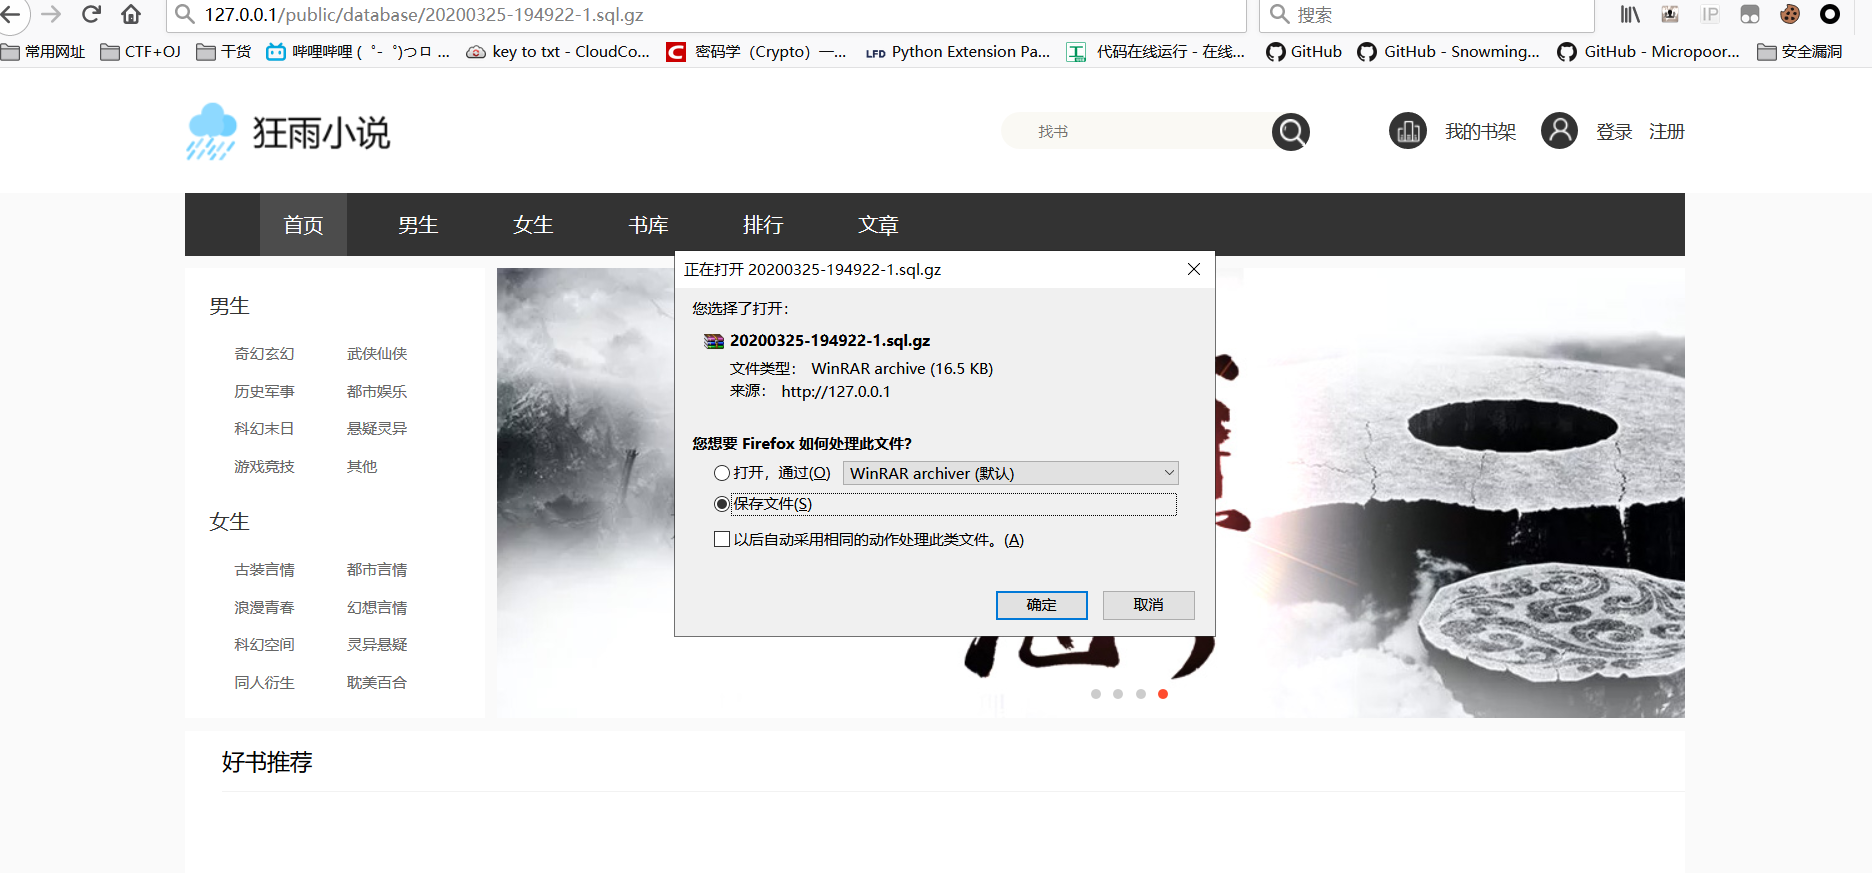 127.0.0.1/public/database/20200325-194922-1.sql.gz
搜索
IP
常用网址
CTF+OJ
干货
哔哩哔哩 ( ゜- ゜)つロ ...
key to txt - CloudCo...
C
密码学（Crypto）一...
LFD
Python Extension Pa...
工
代码在线运行 - 在线...
GitHub
GitHub - Snowming...
GitHub - Micropoor...
安全漏洞
狂雨小说
找书
我的书架
登录
注册
首页
男生
女生
书库
排行
文章
男生
奇幻玄幻
武侠仙侠
历史军事
都市娱乐
科幻末日
悬疑灵异
游戏竞技
其他
女生
古装言情
都市言情
浪漫青春
幻想言情
科幻空间
灵异悬疑
同人衍生
耽美百合
正在打开 20200325-194922-1.sql.gz
您选择了打开：
20200325-194922-1.sql.gz
文件类型： WinRAR archive (16.5 KB)
来源： http://127.0.0.1
您想要 Firefox 如何处理此文件？
打开，通过(O)
WinRAR archiver (默认)
保存文件(S)
以后自动采用相同的动作处理此类文件。(A)
确定
取消
好书推荐